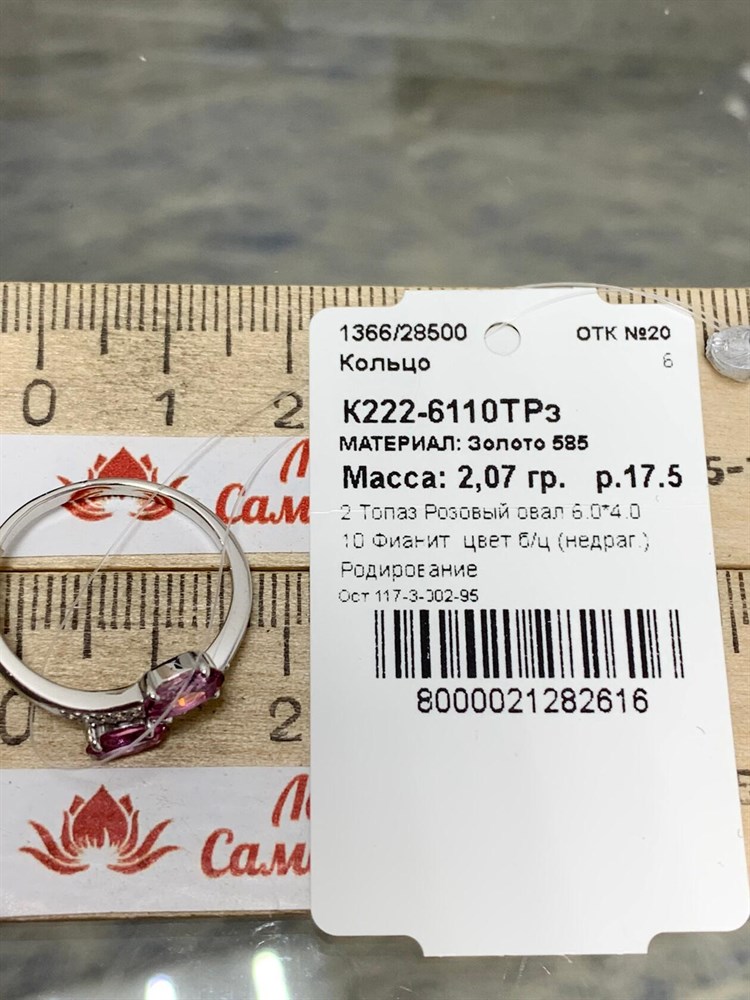 1366/28500 ОТК №20
Кольцо 6
К222-6110ТРз
МАТЕРИАЛ: Золото 585
Масса: 2,07 гр. р.17.5
2 Топаз Розовый овал 6.0*4.0
10 Фианит цвет б/ц (недраг.)
Родирование
Ост 117-3-002-95
8000021282616
0 1 2
Сам
0 2
Сам